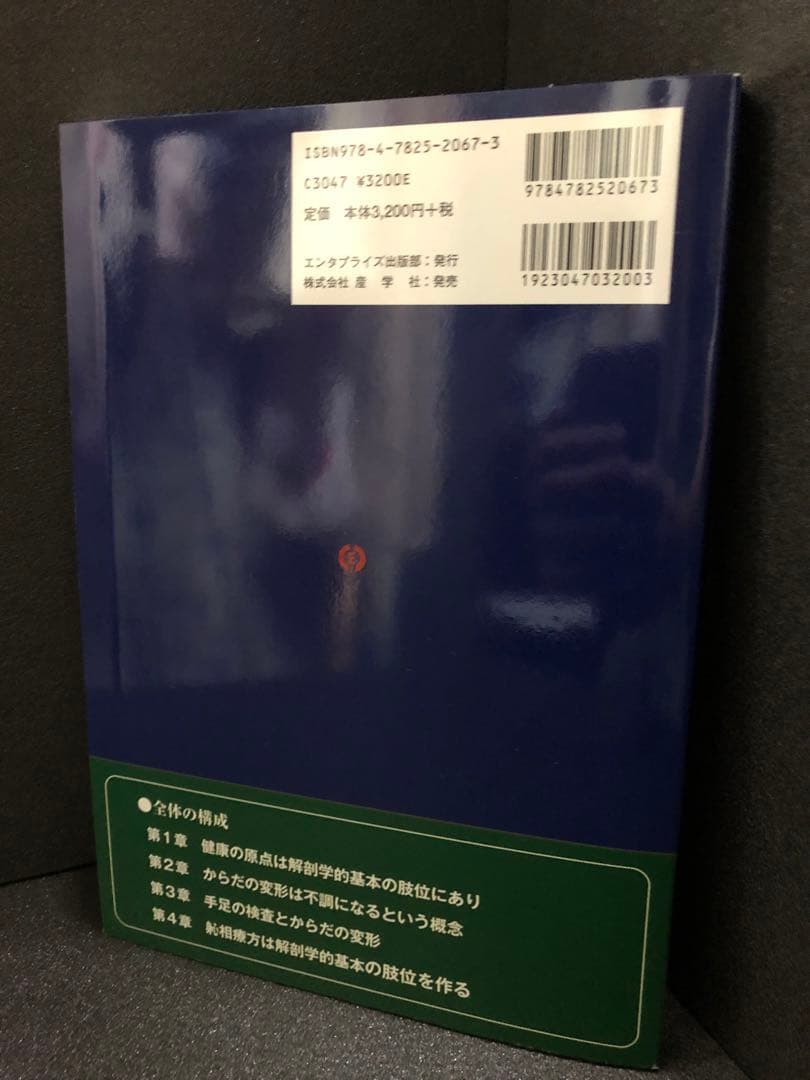 ISBN978-4-7825-2067-3
C3047 ¥3200E
定価 本体3,200円+税
エンタプライズ出版部:発行
株式会社 産 学 社:発売
9784782520673
1923047032003
●全体の構成
第1章 健康の原点は解剖学的基本の肢位にあり
第2章 からだの変形は不調になるという概念
第3章 手足の検査とからだの変形
第4章 胗相療方は解剖学的基本の肢位を作る